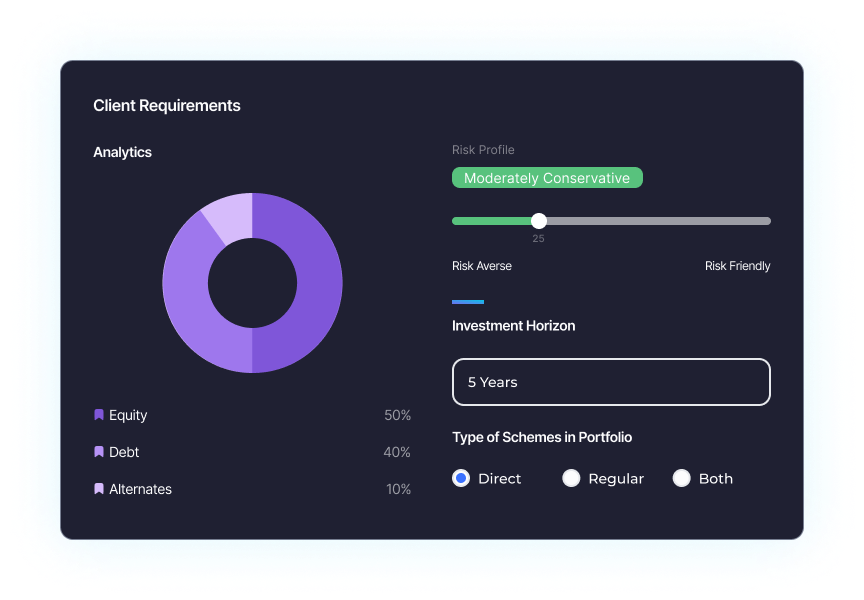 Client Requirements
Analytics
Equity 50%
Debt 40%
Alternates 10%
Risk Profile
Moderately Conservative
25
Risk Averse Risk Friendly
Investment Horizon
5 Years
Type of Schemes in Portfolio
Direct Regular Both